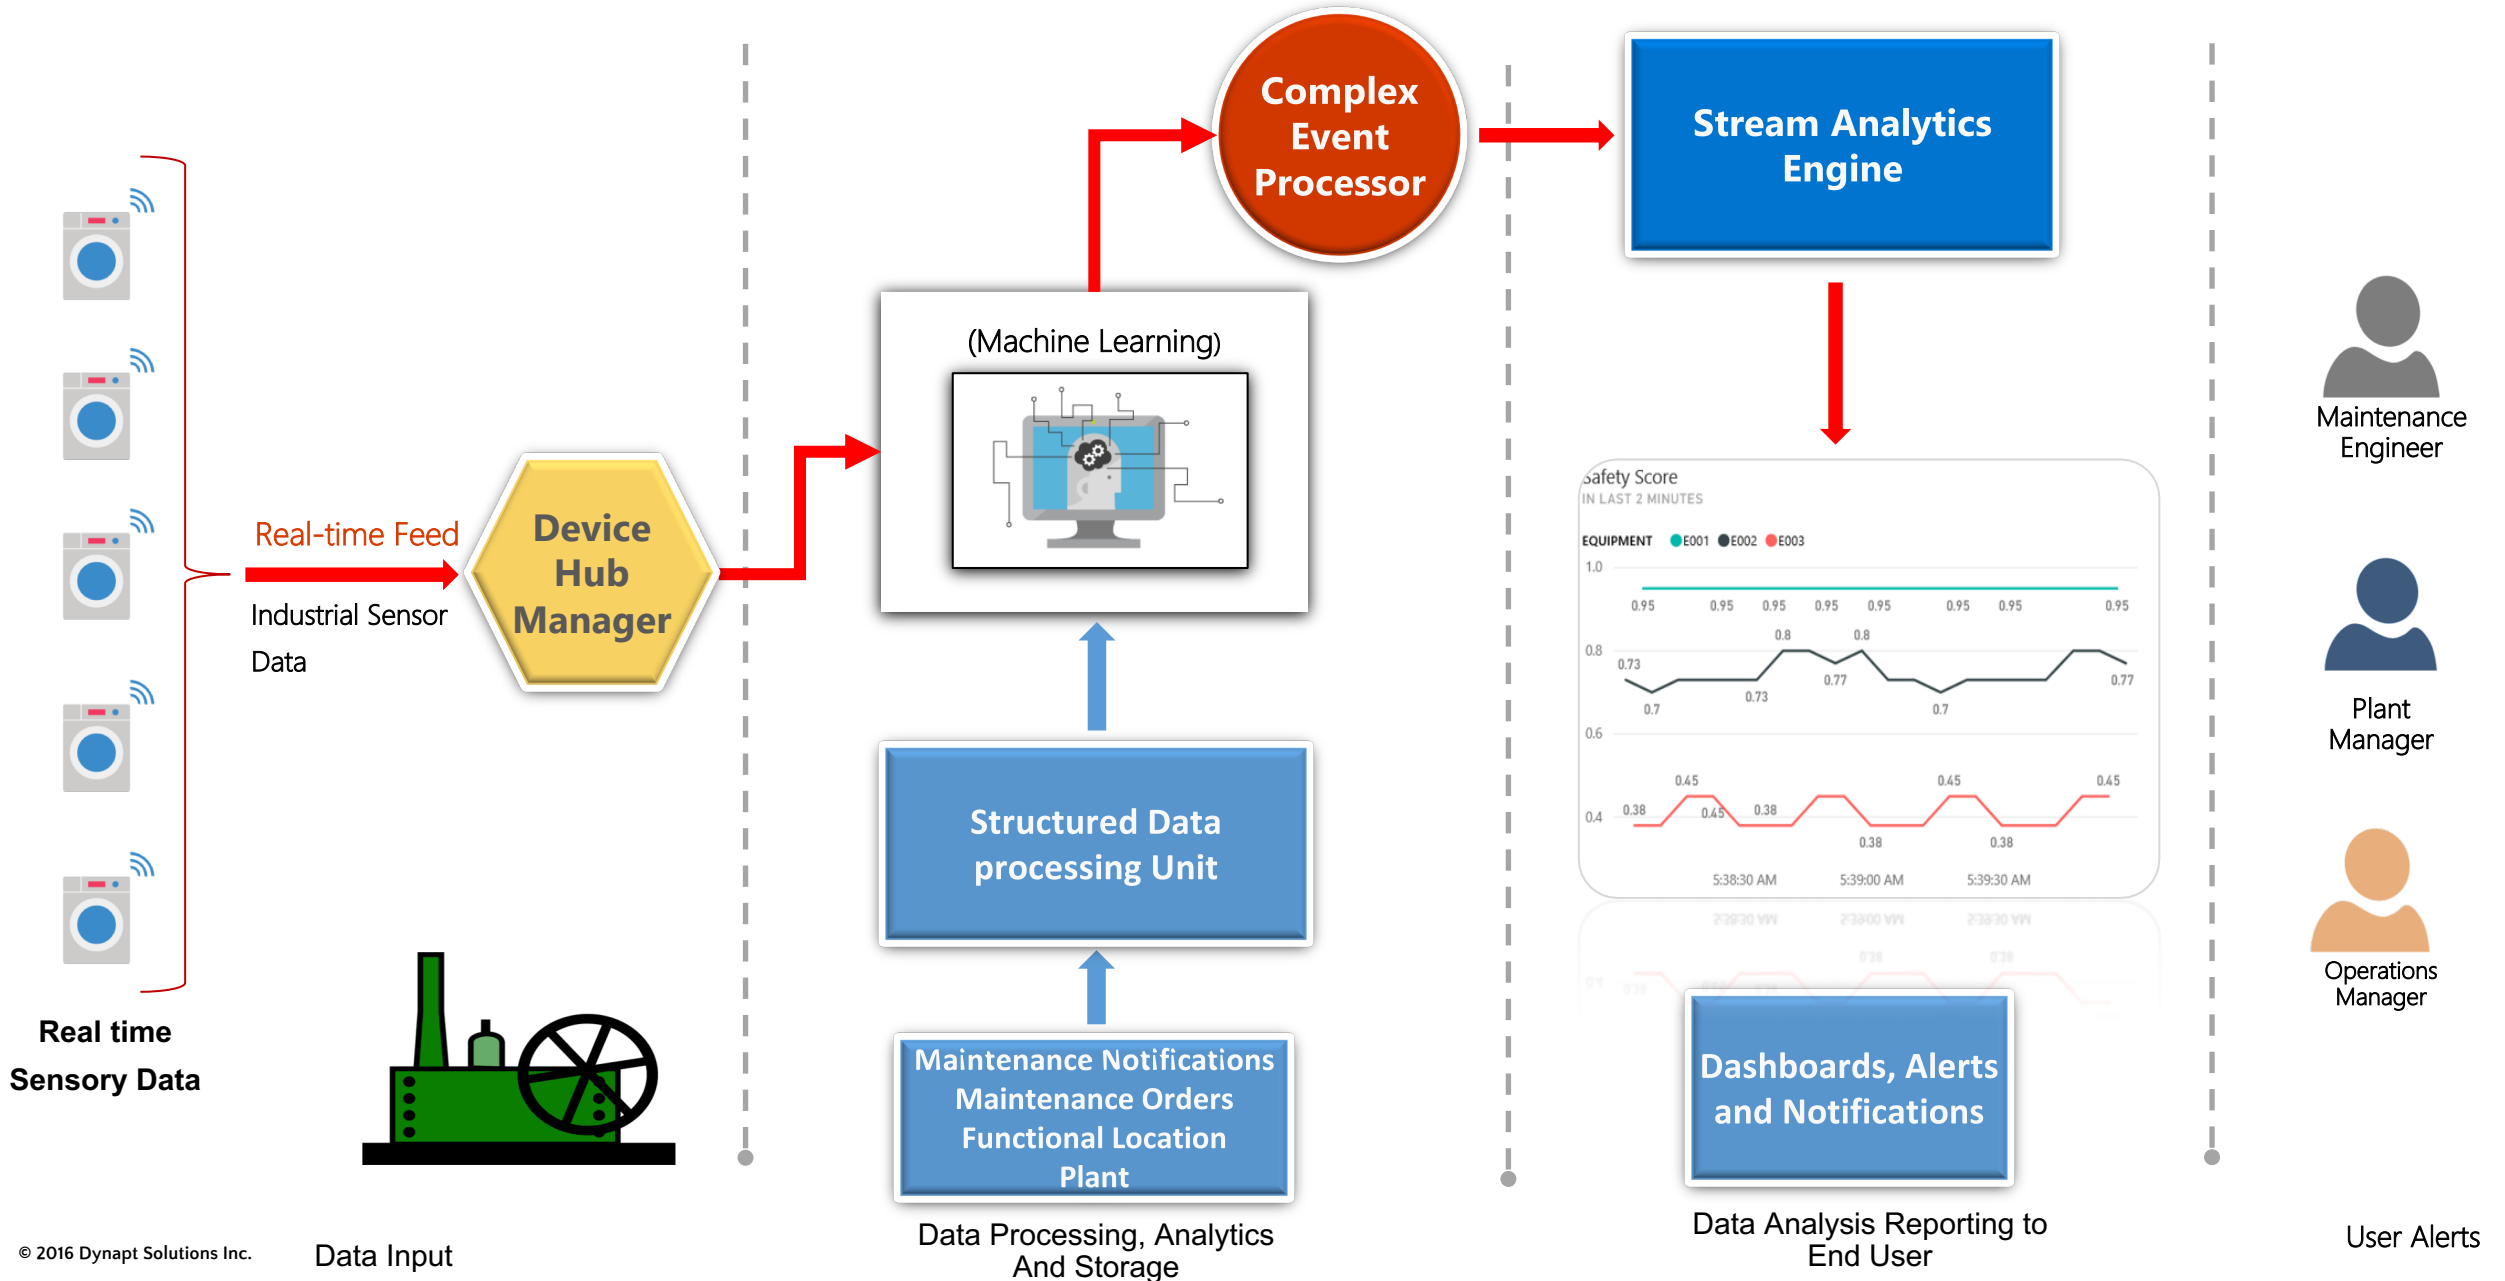 Real time
Sensory Data
Real-time Feed
Industrial Sensor
Data
Device
Hub
Manager
© 2016 Dynapt Solutions Inc.
Data Input
(Machine Learning)
Structured Data
processing Unit
Maintenance Notifications
Maintenance Orders
Functional Location
Plant
Data Processing, Analytics
And Storage
Complex
Event
Processor
Stream Analytics
Engine
Safety Score
IN LAST 2 MINUTES
EQUIPMENT E001 E002 E003
1.0
0.95 0.95 0.95 0.95 0.95 0.95 0.95 0.95
0.8 0.8
0.8
0.73
0.77 0.77
0.73
0.7 0.7
0.6
0.45 0.45 0.45
0.4
0.38 0.45 0.38
0.38 0.38
5:38:30 AM 5:39:00 AM 5:39:30 AM
Dashboards, Alerts
and Notifications
Data Analysis Reporting to
End User
Maintenance
Engineer
Plant
Manager
Operations
Manager
User Alerts